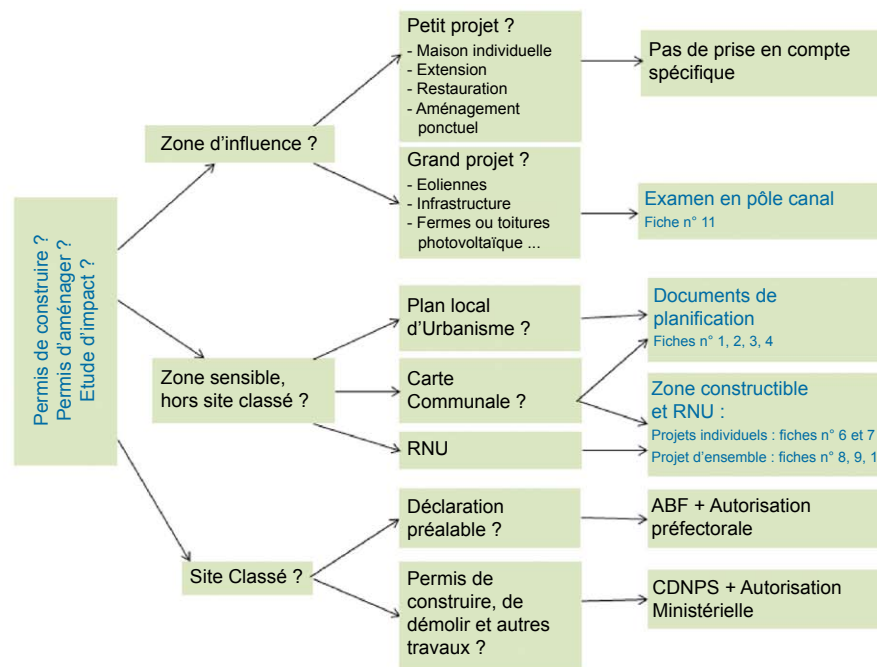 Permis de construire ?
Permis d'aménager ?
Etude d'impact ?
Zone d'influence ?
Petit projet ?
- Maison individuelle
- Extension
- Restauration
- Aménagement
ponctuel
Pas de prise en compte
spécifique
Grand projet ?
- Eoliennes
- Infrastructure
- Fermes ou toitures
photovoltaïque ...
Examen en pôle canal
Fiche n° 11
Zone sensible,
hors site classé ?
Plan local
d'Urbanisme ?
Documents de
planification
Fiches n° 1, 2, 3, 4
Carte
Communale ?
Zone constructible
et RNU :
Projets individuels : fiches n° 6 et 7
Projet d'ensemble : fiches n° 8, 9, 1
RNU
Site Classé ?
Déclaration
préalable ?
ABF + Autorisation
préfectorale
Permis de
construire, de
démolir et autres
travaux ?
CDNPS + Autorisation
Ministérielle